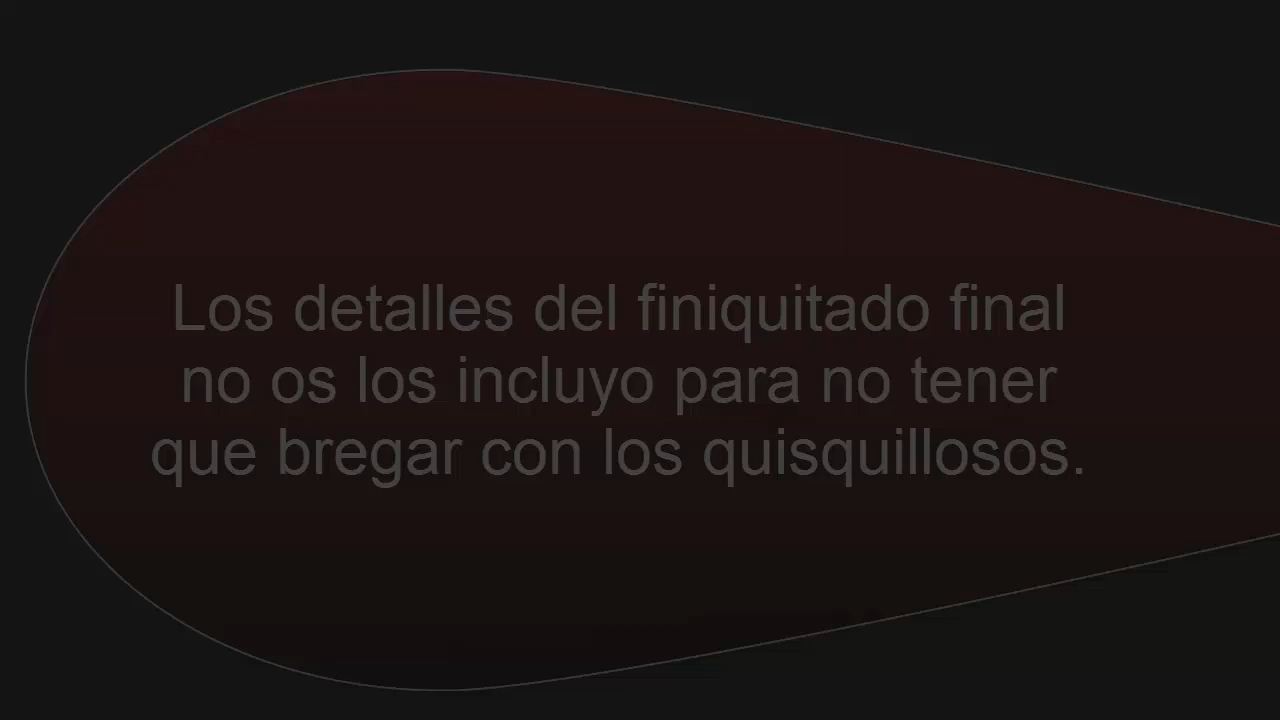 Los detalles del finiquitado final
no os los incluyo para no tener
que bregar con los quisquillosos.